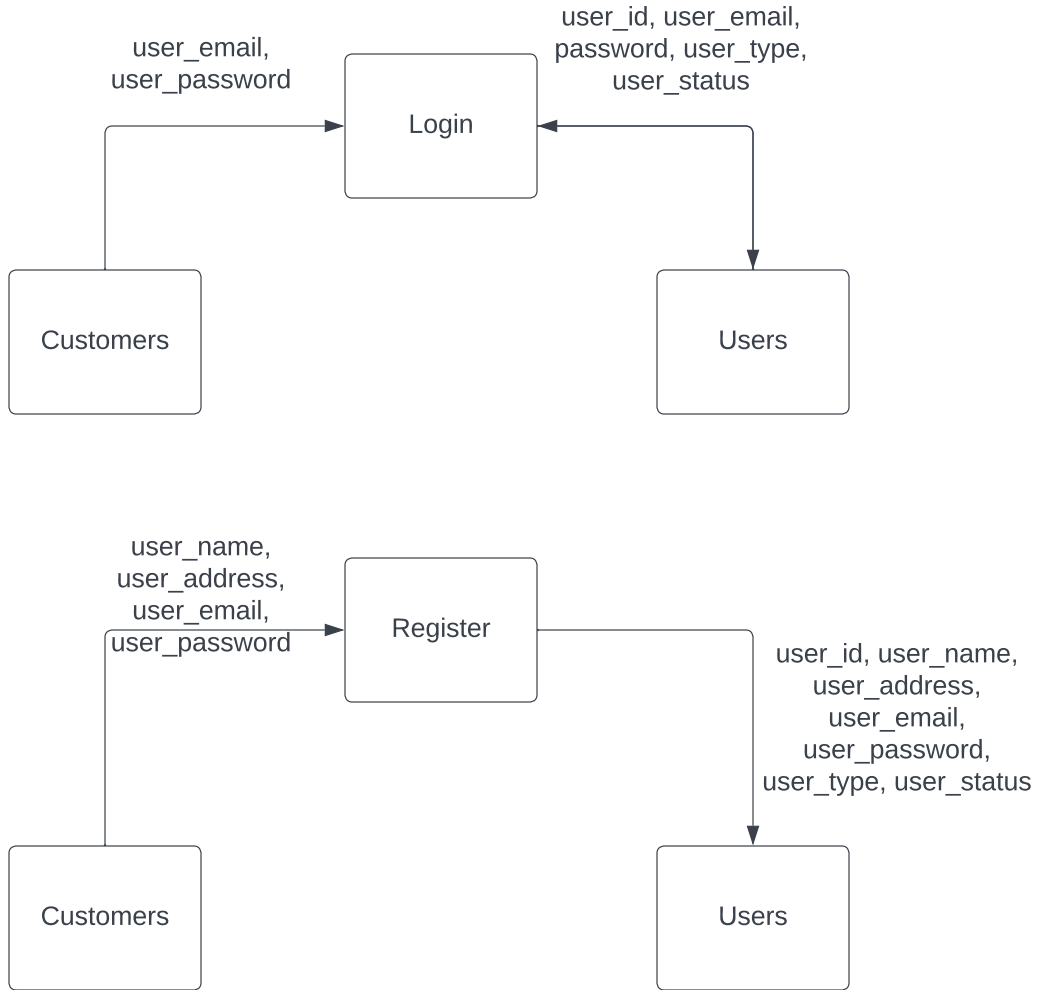 user_email,
user_password
user_id, user_email,
password, user_type,
user_status
Login
Customers
Users
user_name,
user_address,
user_email,
user_password
Register
user_id, user_name,
user_address,
user_email,
user_password,
user_type, user_status
Customers
Users